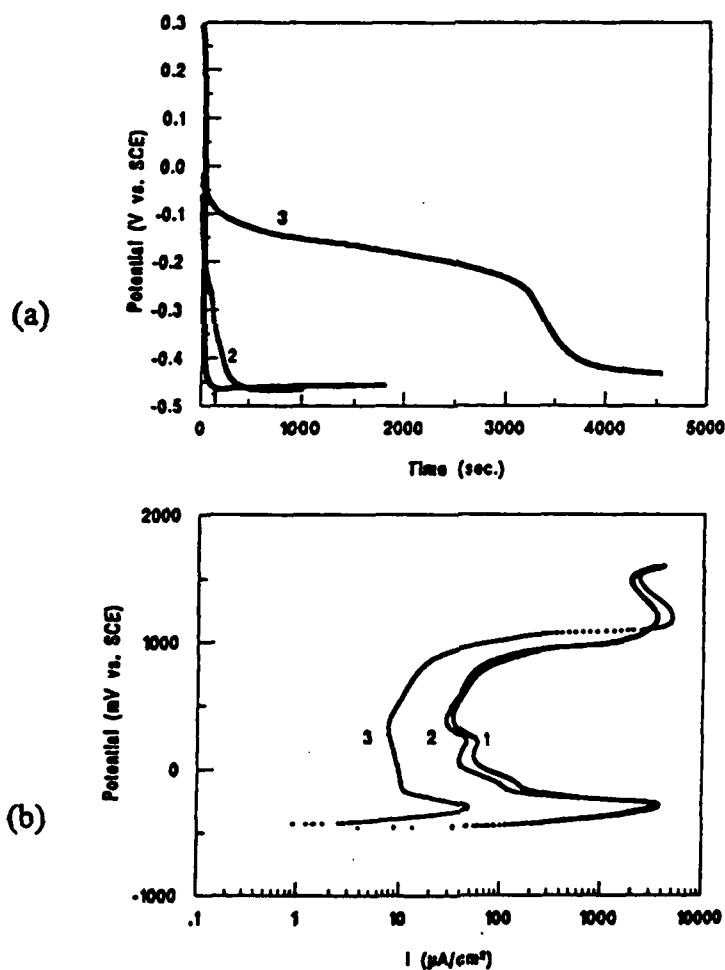 (a)
Potential (V vs. SCE)
0.3
0.2
0.1
0.0
-0.1
-0.2
-0.3
-0.4
-0.5
3
2
1
0 1000 2000 3000 4000 5000
Time (sec.)
(b)
Potential (mV vs. SCE)
2000
1000
0
-1000
3 2 1
.1 1 10 100 1000 10000
I (µA/cm²)